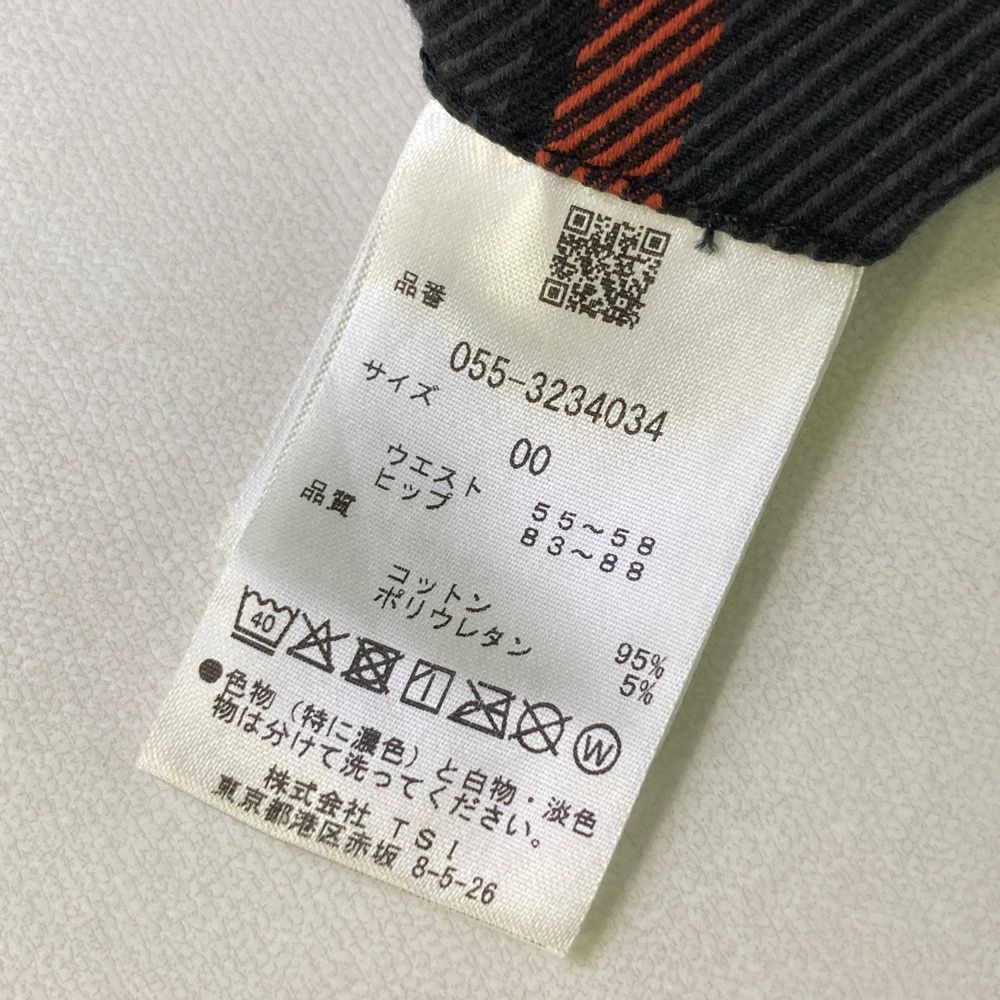 品番
055-3234034
サイズ
00
ウエスト 55～58
ヒップ 83～88
品質
コットン 95%
ポリウレタン 5%
40
W
●色物（特に濃色）と白物・淡色
物は分けて洗ってください。
株式会社 TSI
東京都港区赤坂 8-5-26